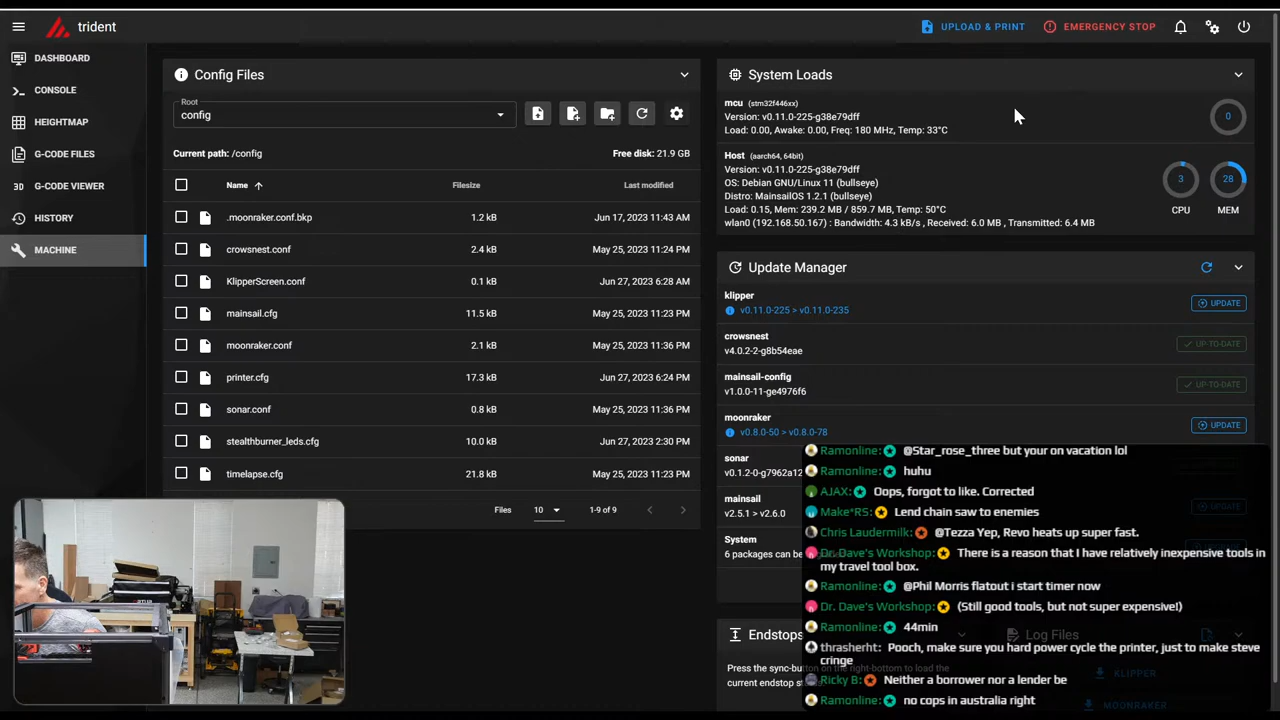 trident
UPLOAD & PRINT
EMERGENCY STOP
DASHBOARD
CONSOLE
HEIGHTMAP
G-CODE FILES
3D G-CODE VIEWER
HISTORY
MACHINE
Config Files
Root
config
Current path: /config
Free disk: 21.9 GB
Name
Filesize
Last modified
.moonraker.conf.bkp 1.2 kB Jun 17, 2023 11:43 AM
crowsnest.conf 2.4 kB May 25, 2023 11:24 PM
KlipperScreen.conf 0.1 kB Jun 27, 2023 6:28 AM
mainsail.cfg 11.5 kB May 25, 2023 11:23 PM
moonraker.conf 2.1 kB May 25, 2023 11:36 PM
printer.cfg 17.3 kB Jun 27, 2023 6:24 PM
sonar.conf 0.8 kB May 25, 2023 11:36 PM
stealthburner_leds.cfg 10.0 kB Jun 27, 2023 2:30 PM
timelapse.cfg 21.8 kB May 25, 2023 11:23 PM
Files 10 1-9 of 9
System Loads
mcu (stm32f446xx)
Version: v0.11.0-225-g38e79dff
Load: 0.00, Awake: 0.00, Freq: 180 MHz, Temp: 33°C
0
Host (aarch64, 64bit)
Version: v0.11.0-225-g38e79dff
OS: Debian GNU/Linux 11 (bullseye)
Distro: MainsailOS 1.2.1 (bullseye)
Load: 0.15, Mem: 239.2 MB / 859.7 MB, Temp: 50°C
wlan0 (192.168.50.167) : Bandwidth: 4.3 kB/s , Received: 6.0 MB , Transmitted: 6.4 MB
3
CPU
28
MEM
Update Manager
klipper
v0.11.0-225 > v0.11.0-235
UPDATE
crowsnest
v4.0.2-2-g8b54eae
UP-TO-DATE
mainsail-config
v1.0.0-11-ge4976f6
UP-TO-DATE
moonraker
v0.8.0-50 > v0.8.0-78
UPDATE
sonar
v0.1.2-0-g7962a12
mainsail
v2.5.1 > v2.6.0
UPDATE
System
6 packages can be
Endstops
Press the sync-button on the right-bottom to load the
current endstop
Log Files
KLIPPER
MOONRAKER
Ramonline: @Star_rose_three but your on vacation lol
Ramonline: huhu
AJAX: Oops, forgot to like. Corrected
Make*RS: Lend chain saw to enemies
Chris Laudermilk: @Tezza Yep, Revo heats up super fast.
Dr. Dave's Workshop: There is a reason that I have relatively inexpensive tools in
my travel tool box.
Ramonline: @Phil Morris flatout i start timer now
Dr. Dave's Workshop: (Still good tools, but not super expensive!)
Ramonline: 44min
thrasherht: Pooch, make sure you hard power cycle the printer, just to make steve
cringe
Ricky B: Neither a borrower nor a lender be
Ramonline: no cops in australia right